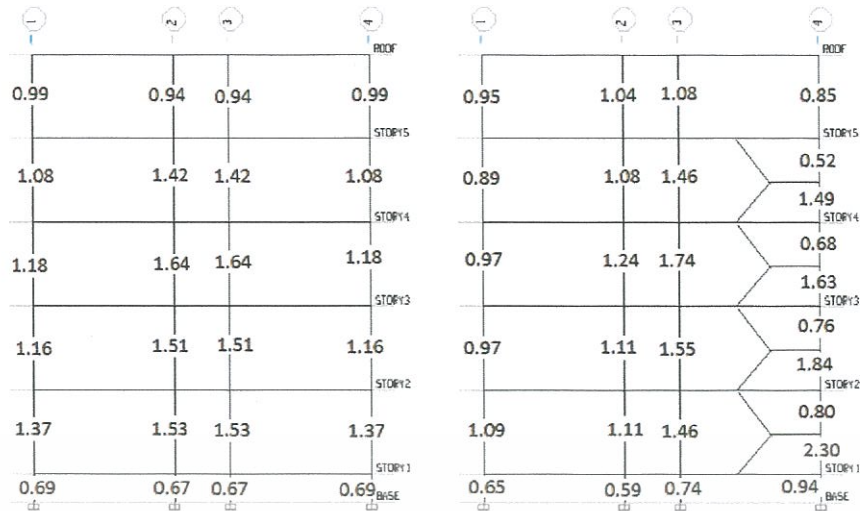 1 2 3 4 1 2 3 4
ROOF ROOF
0.99 0.94 0.94 0.99 0.95 1.04 1.08 0.85
STORY5 STORY5
0.52
1.08 1.42 1.42 1.08 0.89 1.08 1.46
1.49
STORY4 STORY4
0.68
1.18 1.64 1.64 1.18 0.97 1.24 1.74
1.63
STORY3 STORY3
0.76
1.16 1.51 1.51 1.16 0.97 1.11 1.55
1.84
STORY2 STORY2
0.80
1.37 1.53 1.53 1.37 1.09 1.11 1.46
2.30
STORY1 STORY1
0.69 0.67 0.67 0.69 0.65 0.59 0.74 0.94
BASE BASE